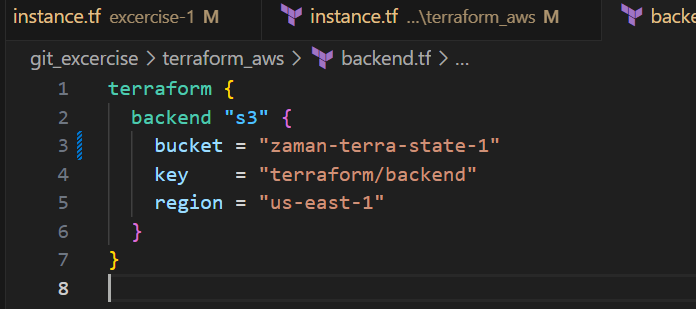 instance.tf excercise-1 M instance.tf ...\terraform_aws M backe
git_excercise > terraform_aws > backend.tf > ...
1 terraform {
2 backend "s3" {
3 bucket = "zaman-terra-state-1"
4 key = "terraform/backend"
5 region = "us-east-1"
6 }
7 }
8